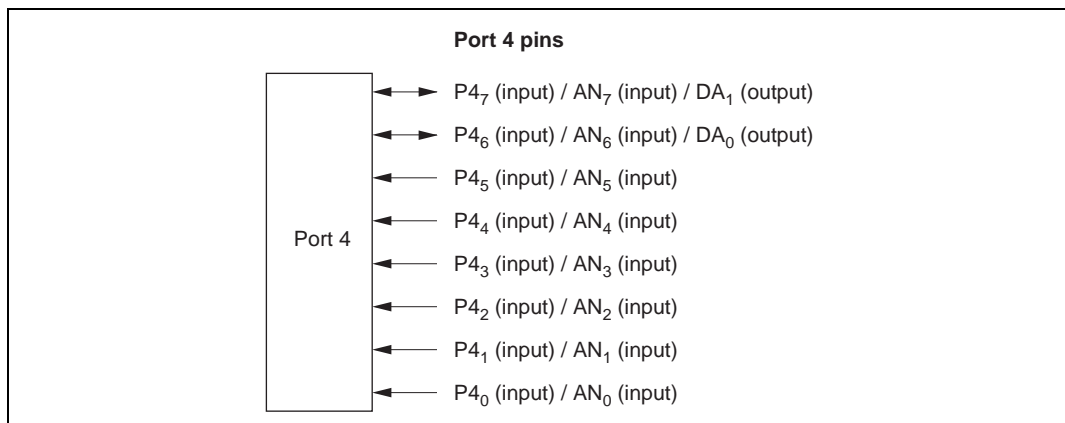 Port 4 pins
P4₇ (input) / AN₇ (input) / DA₁ (output)
P4₆ (input) / AN₆ (input) / DA₀ (output)
P4₅ (input) / AN₅ (input)
P4₄ (input) / AN₄ (input)
Port 4
P4₃ (input) / AN₃ (input)
P4₂ (input) / AN₂ (input)
P4₁ (input) / AN₁ (input)
P4₀ (input) / AN₀ (input)